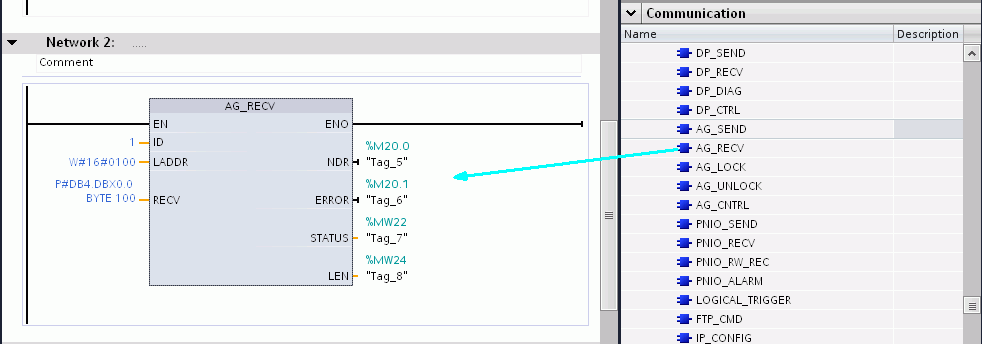 Network 2: .....
Comment
AG_RECV
EN ENO
1 ID %M20.0
W#16#0100 LADDR NDR "Tag_5"
P#DB4.DBX0.0 %M20.1
BYTE 100 RECV ERROR "Tag_6"
%MW22
STATUS "Tag_7"
%MW24
LEN "Tag_8"
Communication
Name Description
DP_SEND
DP_RECV
DP_DIAG
DP_CTRL
AG_SEND
AG_RECV
AG_LOCK
AG_UNLOCK
AG_CNTRL
PNIO_SEND
PNIO_RECV
PNIO_RW_REC
PNIO_ALARM
LOGICAL_TRIGGER
FTP_CMD
IP_CONFIG